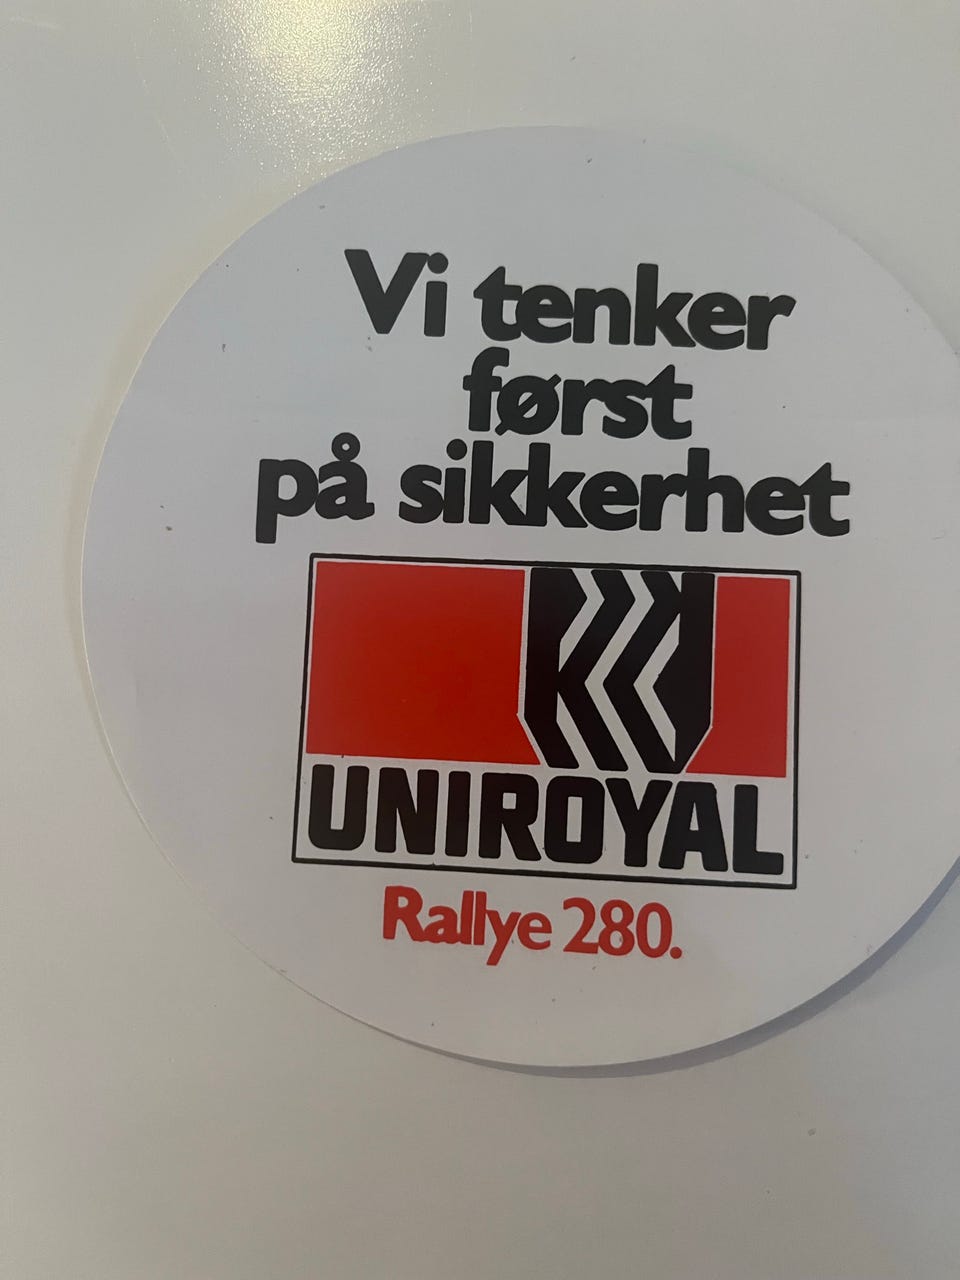 Vi tenker
først
på sikkerhet
UNIROYAL
Rallye 280.